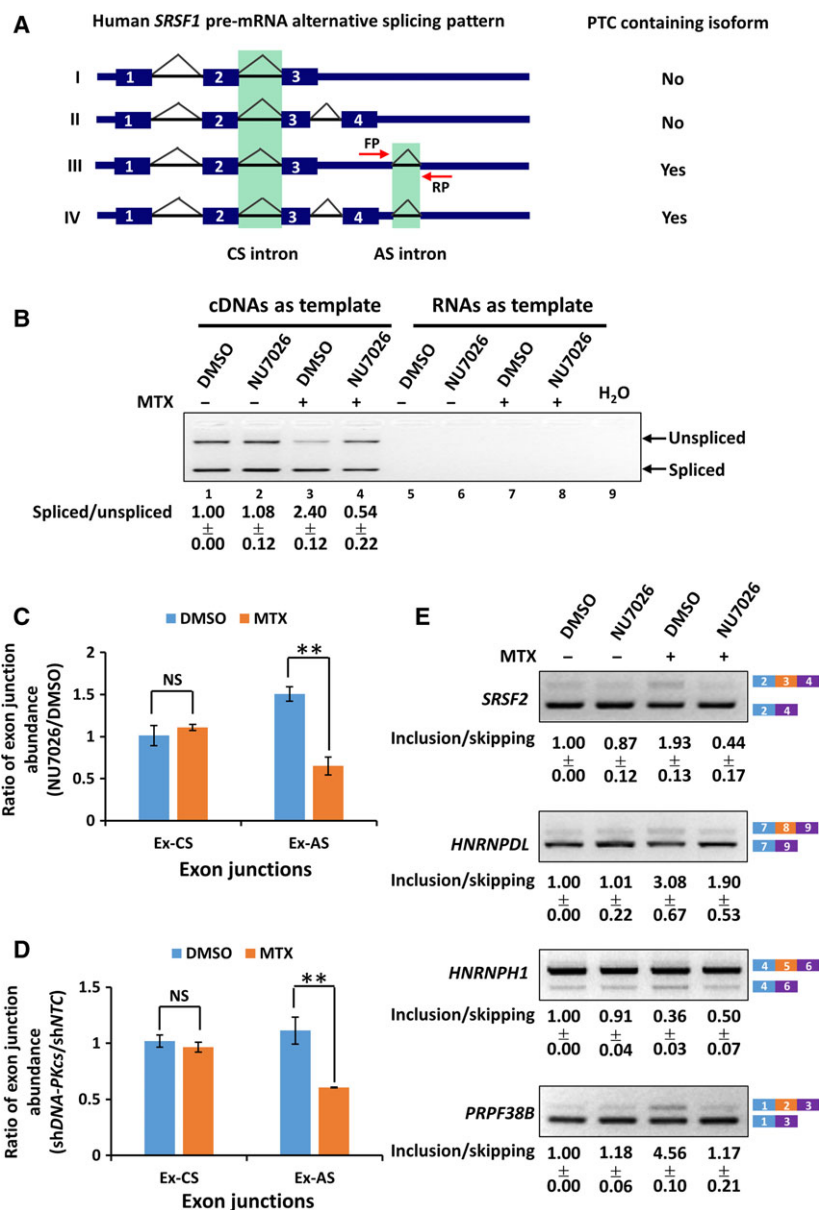 A
Human SRSF1 pre-mRNA alternative splicing pattern
PTC containing isoform
I 1 2 3 No
II 1 2 3 4 No
III 1 2 3 FP RP Yes
IV 1 2 3 4 Yes
CS intron AS intron
B
cDNAs as template RNAs as template
DMSO NU7026 DMSO NU7026 DMSO NU7026 DMSO NU7026 H2O
MTX – – + + – – + +
Unspliced
Spliced
1 2 3 4 5 6 7 8 9
Spliced/unspliced 1.00 1.08 2.40 0.54
± ± ± ±
0.00 0.12 0.12 0.22
C
DMSO MTX
Ratio of exon junction
abundance
(NU7026/DMSO)
2
1.5
1
0.5
0
NS
**
Ex-CS Ex-AS
Exon junctions
D
DMSO MTX
Ratio of exon junction
abundance
(shDNA-PKcs/shNTC)
1.5
1
0.5
0
NS
**
Ex-CS Ex-AS
Exon junctions
E
DMSO NU7026 DMSO NU7026
MTX – – + +
SRSF2
2 3 4
2 4
Inclusion/skipping 1.00 0.87 1.93 0.44
± ± ± ±
0.00 0.12 0.13 0.17
HNRNPDL
7 8 9
7 9
Inclusion/skipping 1.00 1.01 3.08 1.90
± ± ± ±
0.00 0.22 0.67 0.53
HNRNPH1
4 5 6
4 6
Inclusion/skipping 1.00 0.91 0.36 0.50
± ± ± ±
0.00 0.04 0.03 0.07
PRPF38B
1 2 3
1 3
Inclusion/skipping 1.00 1.18 4.56 1.17
± ± ± ±
0.00 0.06 0.10 0.21